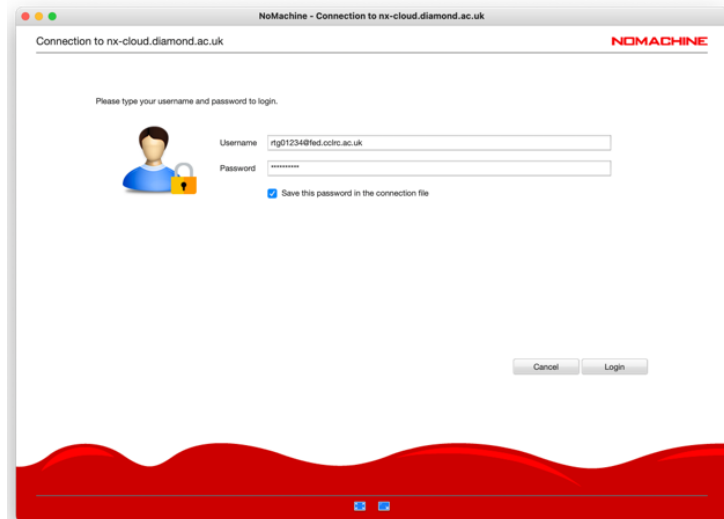 NoMachine - Connection to nx-cloud.diamond.ac.uk
Connection to nx-cloud.diamond.ac.uk
NOMACHINE
Please type your username and password to login.
Username
rtg01234@fed.cclrc.ac.uk
Password
**********
Save this password in the connection file
Cancel
Login